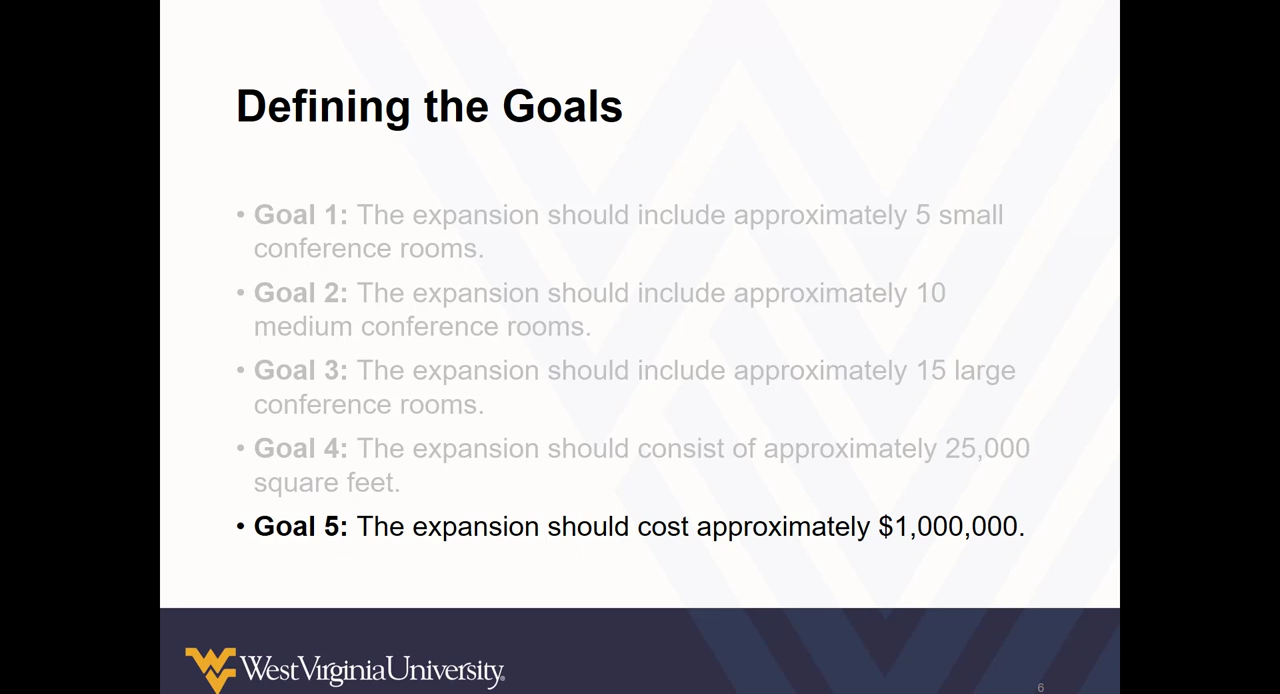 Defining the Goals
• Goal 1: The expansion should include approximately 5 small
conference rooms.
• Goal 2: The expansion should include approximately 10
medium conference rooms.
• Goal 3: The expansion should include approximately 15 large
conference rooms.
• Goal 4: The expansion should consist of approximately 25,000
square feet.
• Goal 5: The expansion should cost approximately $1,000,000.
WestVirginiaUniversity®
6